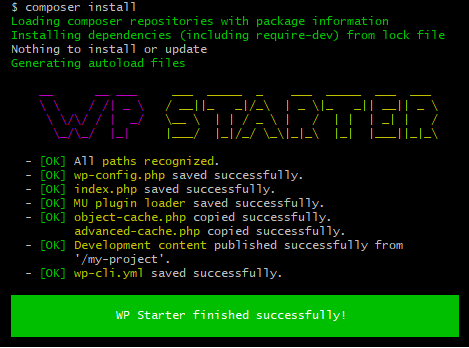 $ composer install
Loading composer repositories with package information
Installing dependencies (including require-dev) from lock file
Nothing to install or update
Generating autoload files
WP STARTER
- [OK] All paths recognized.
- [OK] wp-config.php saved successfully.
- [OK] index.php saved successfully.
- [OK] MU plugin loader saved successfully.
- [OK] object-cache.php copied successfully.
advanced-cache.php copied successfully.
- [OK] Development content published successfully from
'/my-project'.
- [OK] wp-cli.yml saved successfully.
WP Starter finished successfully!